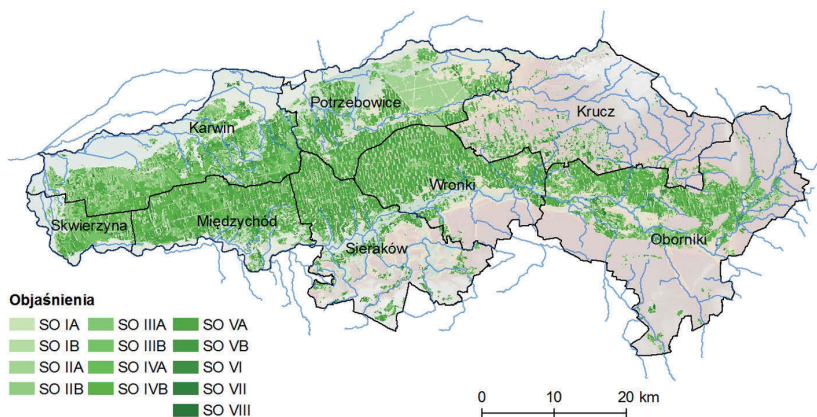 Potrzebowice
Krucz
Karwin
Wronki
Skwierzyna
Międzychód
Sieraków
Oborniki
Objaśnienia
SO IA SO IIIA SO VA
SO IB SO IIIB SO VB
SO IIA SO IVA SO VI
SO IIB SO IVB SO VII
SO VIII
0 10 20 km